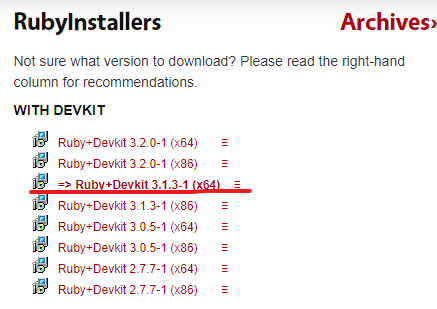 RubyInstallers
Archives»
Not sure what version to download? Please read the right-hand
column for recommendations.
WITH DEVKIT
Ruby+Devkit 3.2.0-1 (x64)
Ruby+Devkit 3.2.0-1 (x86)
=> Ruby+Devkit 3.1.3-1 (x64)
Ruby+Devkit 3.1.3-1 (x86)
Ruby+Devkit 3.0.5-1 (x64)
Ruby+Devkit 3.0.5-1 (x86)
Ruby+Devkit 2.7.7-1 (x64)
Ruby+Devkit 2.7.7-1 (x86)